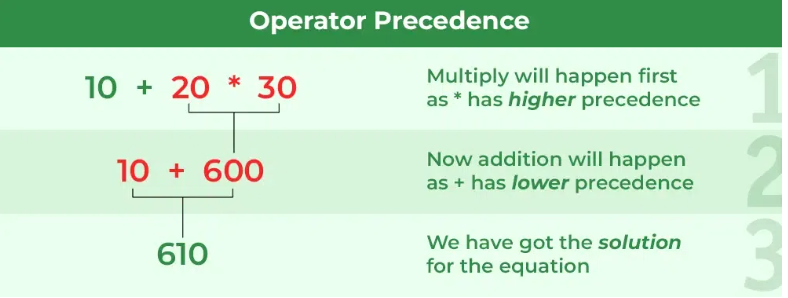 Operator Precedence
10 + 20 * 30
Multiply will happen first
as * has higher precedence
1
10 + 600
Now addition will happen
as + has lower precedence
2
610
We have got the solution
for the equation
3